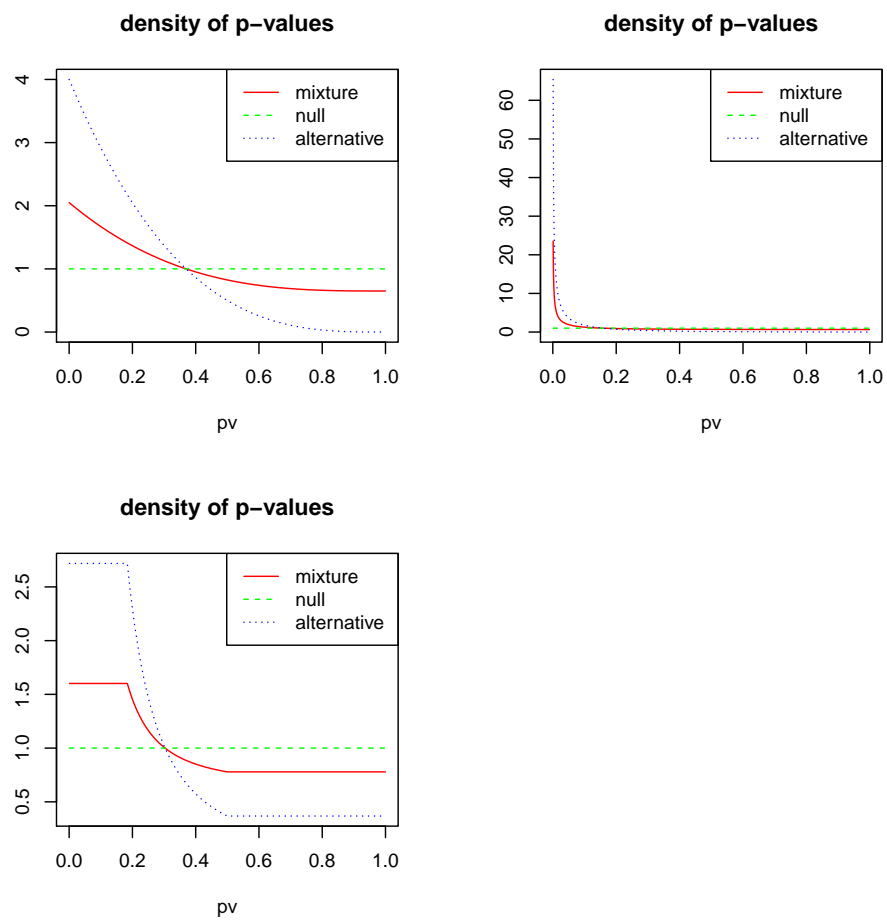 density of p−values
mixture
null
alternative
0 1 2 3 4
0.0 0.2 0.4 0.6 0.8 1.0
pv
density of p−values
mixture
null
alternative
0 10 20 30 40 50 60
0.0 0.2 0.4 0.6 0.8 1.0
pv
density of p−values
mixture
null
alternative
0.5 1.0 1.5 2.0 2.5
0.0 0.2 0.4 0.6 0.8 1.0
pv